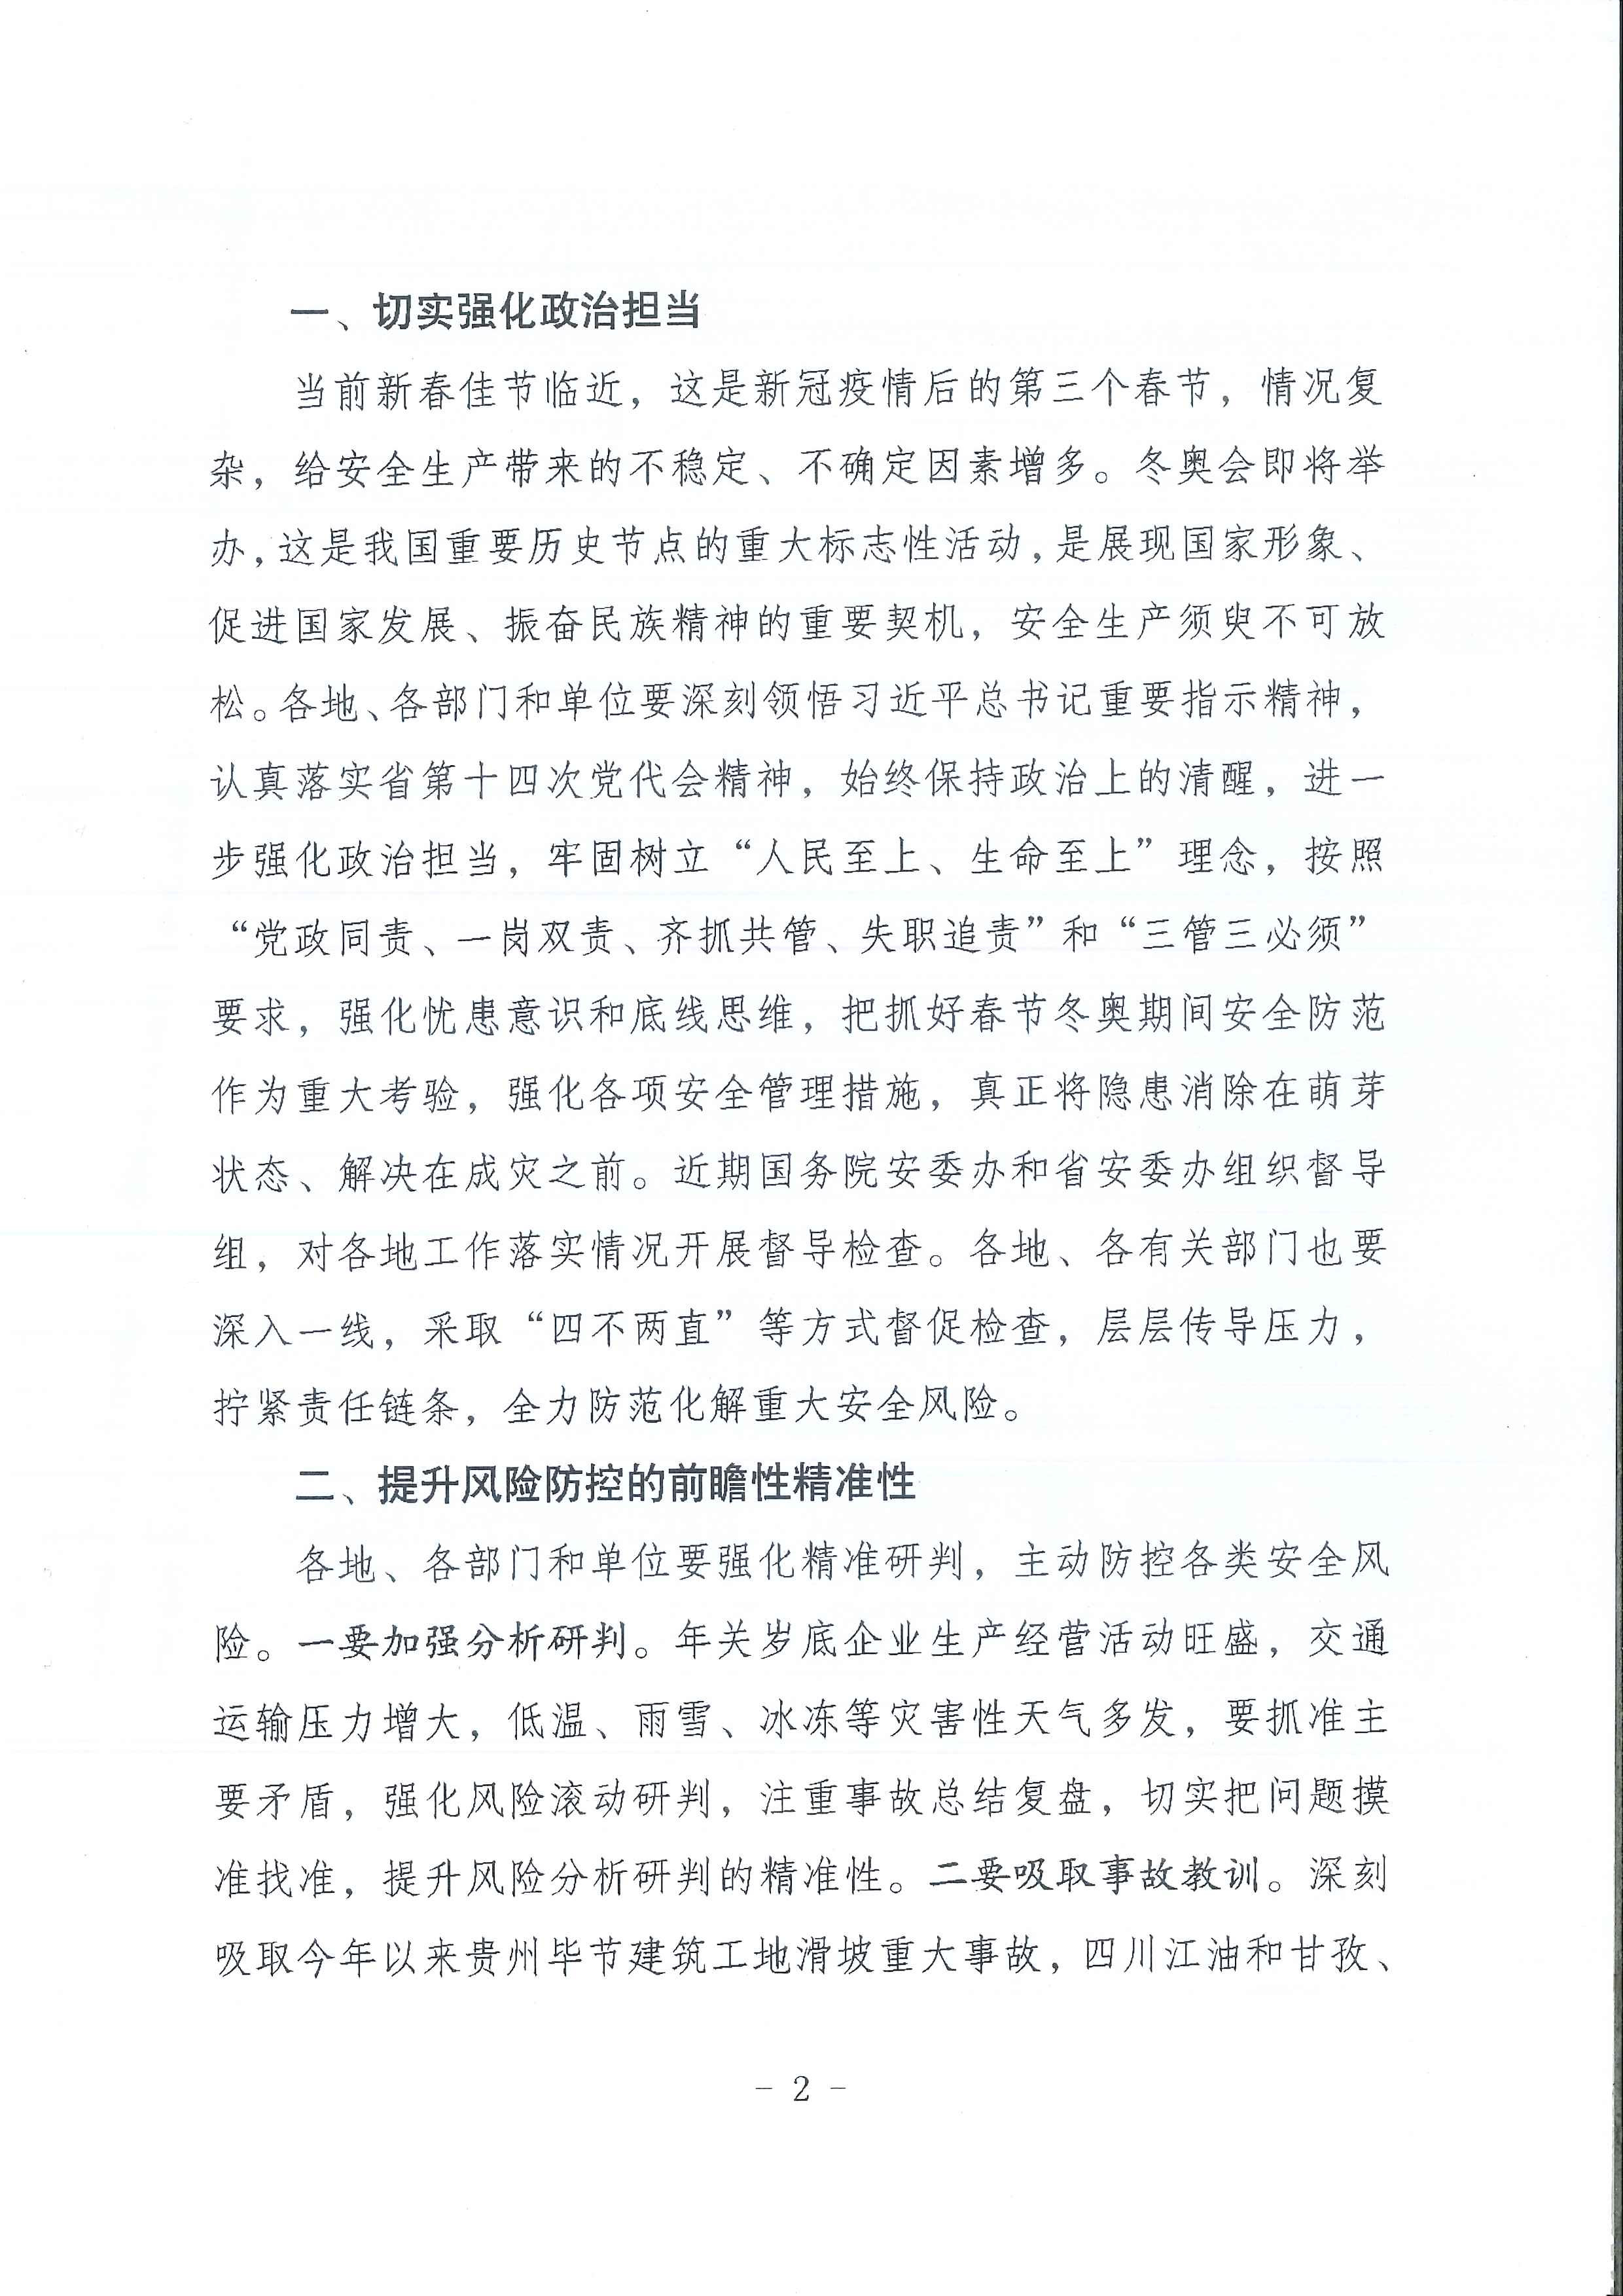 一、切实强化政治担当
当前新春佳节临近，这是新冠疫情后的第三个春节，情况复
杂，给安全生产带来的不稳定、不确定因素增多。冬奥会即将举
办，这是我国重要历史节点的重大标志性活动，是展现国家形象、
促进国家发展、振奋民族精神的重要契机，安全生产须臾不可放
松。各地、各部门和单位要深刻领悟习近平总书记重要指示精神，
认真落实省第十四次党代会精神，始终保持政治上的清醒，进一
步强化政治担当，牢固树立“人民至上、生命至上”理念，按照
“党政同责、一岗双责、齐抓共管、失职追责”和“三管三必须”
要求，强化忧患意识和底线思维，把抓好春节冬奥期间安全防范
作为重大考验，强化各项安全管理措施，真正将隐患消除在萌芽
状态、解决在成灾之前。近期国务院安委办和省安委办组织督导
组，对各地工作落实情况开展督导检查。各地、各有关部门也要
深入一线，采取“四不两直”等方式督促检查，层层传导压力，
拧紧责任链条，全力防范化解重大安全风险。
二、提升风险防控的前瞻性精准性
各地、各部门和单位要强化精准研判，主动防控各类安全风
险。一要加强分析研判。年关岁底企业生产经营活动旺盛，交通
运输压力增大，低温、雨雪、冰冻等灾害性天气多发，要抓准主
要矛盾，强化风险滚动研判，注重事故总结复盘，切实把问题摸
准找准，提升风险分析研判的精准性。二要吸取事故教训。深刻
吸取今年以来贵州毕节建筑工地滑坡重大事故，四川江油和甘孜、
- 2 -